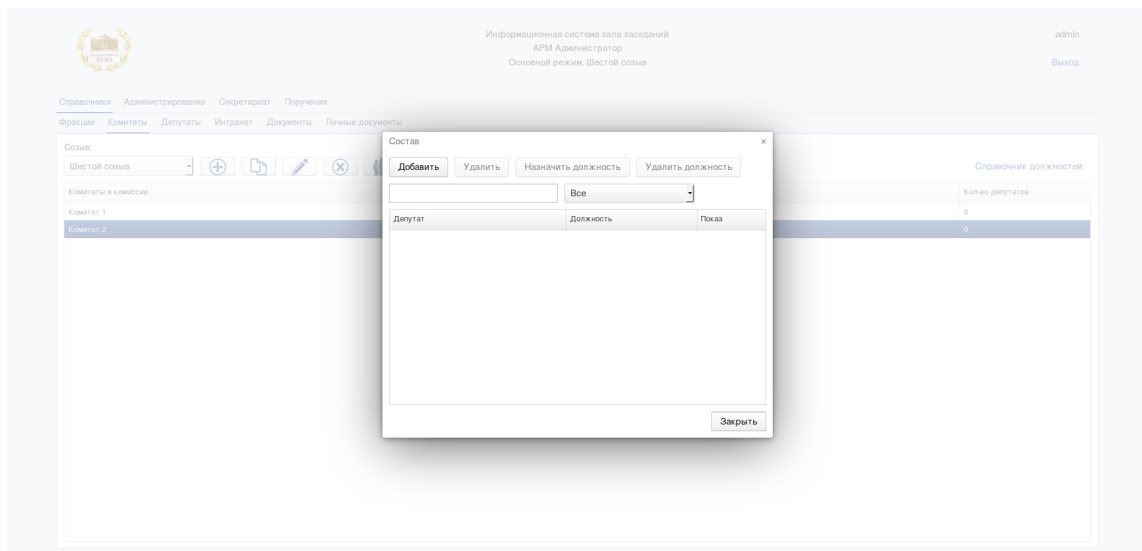 Информационная система зала заседаний
admin
АРМ Администратор
ДУМА
Основной режим. Шестой созыв
Выход
Справочники Администрирование Секретариат Поручения
Фракции Комитеты Депутаты Интранет Документы Личные документы
Состав ×
Созыв:
Добавить Удалить Назначить должность Удалить должность
Шестой созыв
Справочник должностей
Все
Комитеты и комиссии
Кол-во депутатов
Депутат Должность Показ
Комитет 1 0
Комитет 2 0
Закрыть